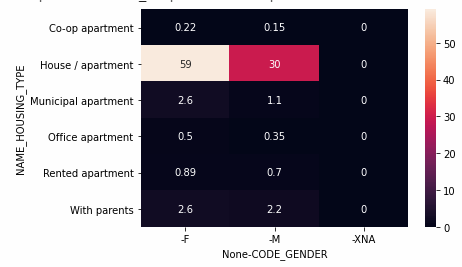 Co-op apartment 0.22 0.15 0
House / apartment 59 30 0
Municipal apartment 2.6 1.1 0
Office apartment 0.5 0.35 0
Rented apartment 0.89 0.7 0
With parents 2.6 2.2 0
-F -M -XNA
None-CODE_GENDER
NAME_HOUSING_TYPE
50
40
30
20
10
0